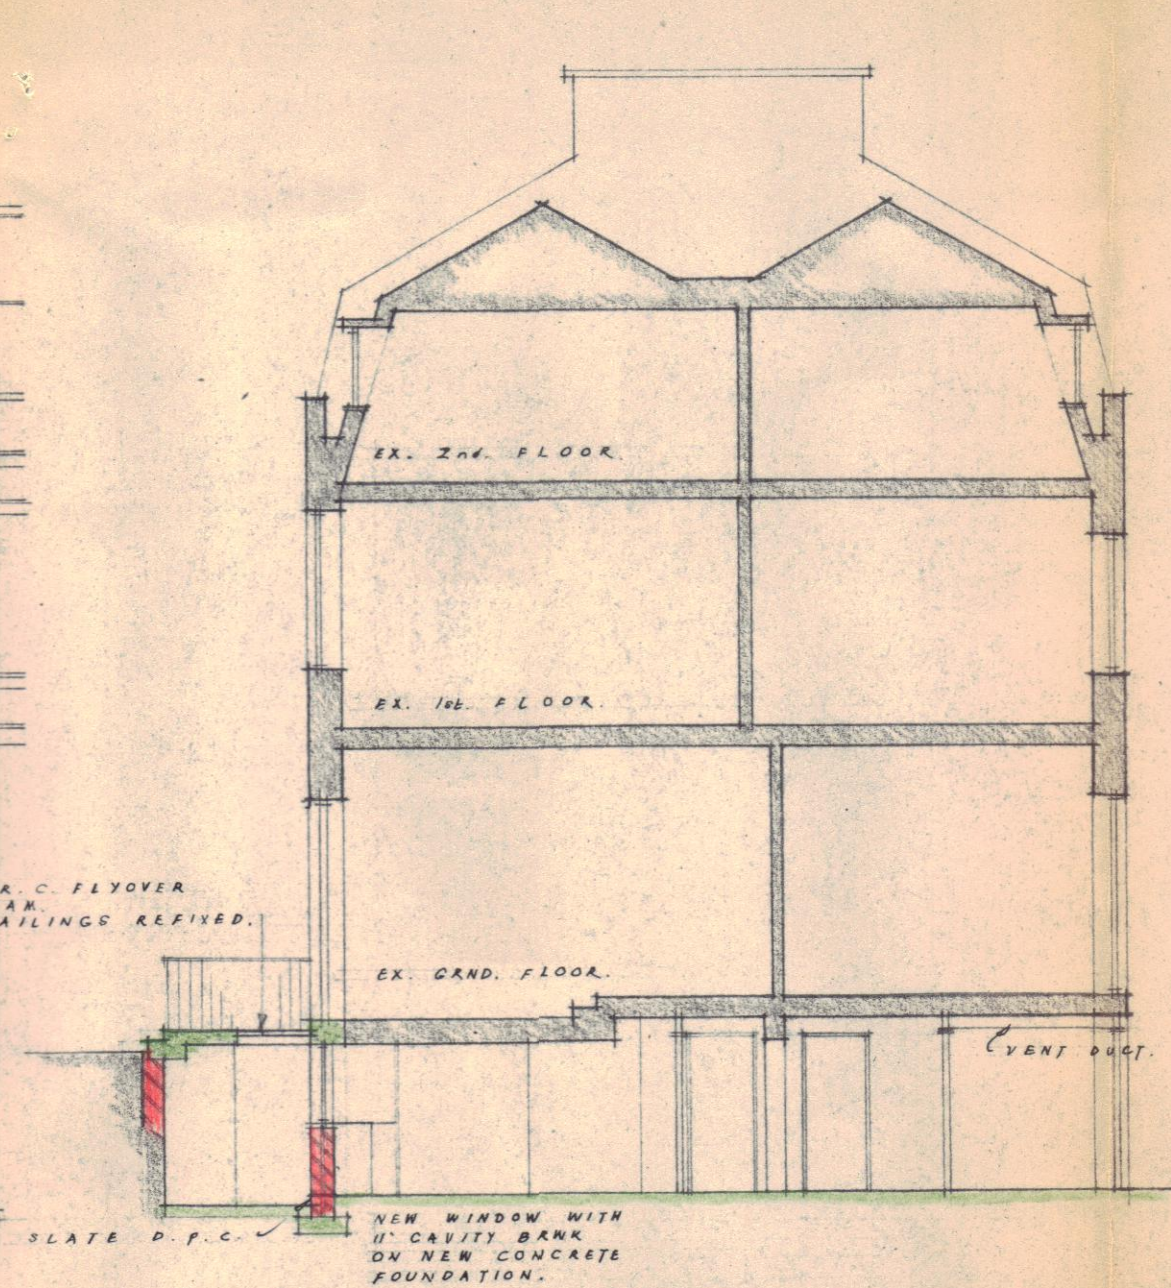 EX. 2nd. FLOOR.
EX. 1st. FLOOR.
R.C. FLYOVER
AM.
AILINGS REFIXED.
EX. GRND. FLOOR.
VENT DUCT.
SLATE D.P.C.
NEW WINDOW WITH
11" CAVITY BRWK
ON NEW CONCRETE
FOUNDATION.